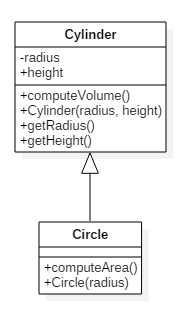 Cylinder
-radius
+height
+computeVolume()
+Cylinder(radius, height)
+getRadius()
+getHeight()
Circle
+computeArea()
+Circle(radius)